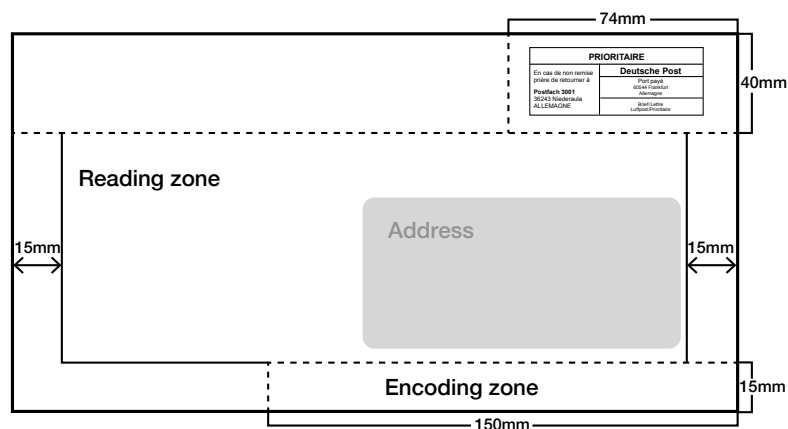 74mm
PRIORITAIRE
En cas de non remise
prière de retourner à
Postfach 3001
36243 Niederaula
ALLEMAGNE
Deutsche Post
Port payé
60544 Frankfurt
Allemagne
Brief/Lettre
Luftpost/Prioritaire
40mm
Reading zone
Address
15mm
15mm
Encoding zone
15mm
150mm